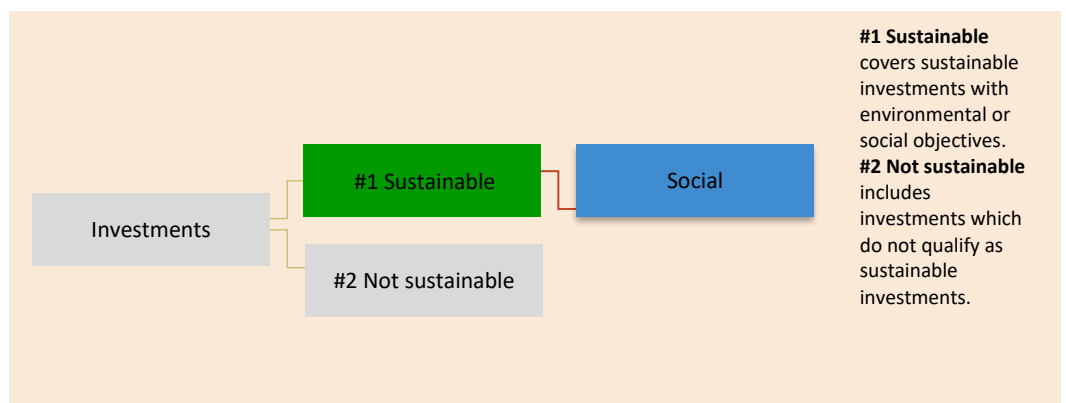 #1 Sustainable
covers sustainable
investments with
environmental or
social objectives.
#2 Not sustainable
includes
investments which
do not qualify as
sustainable
investments.
Investments
#1 Sustainable
Social
#2 Not sustainable